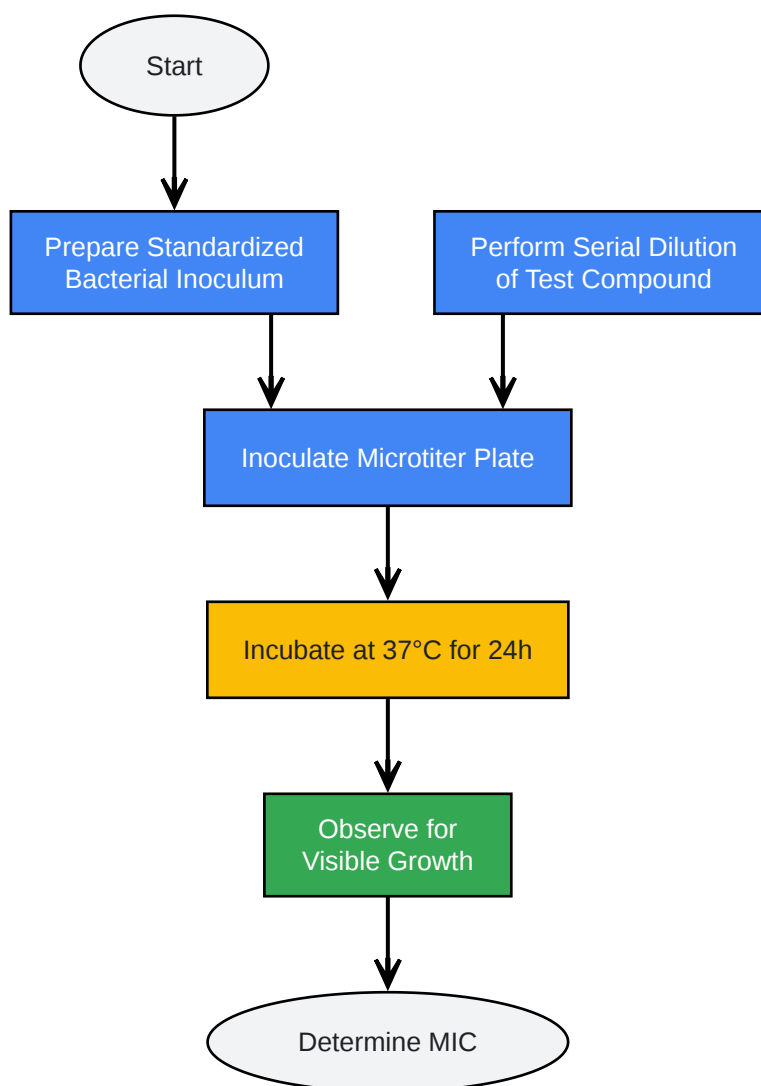 Start
Prepare Standardized
Bacterial Inoculum
Perform Serial Dilution
of Test Compound
Inoculate Microtiter Plate
Incubate at 37°C for 24h
Observe for
Visible Growth
Determine MIC